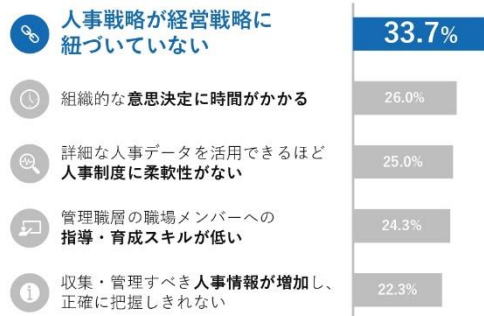 人事戦略が経営戦略に
紐づいていない
33.7%
組織的な意思決定に時間がかかる
26.0%
詳細な人事データを活用できるほど
人事制度に柔軟性がない
25.0%
管理職層の職場メンバーへの
指導・育成スキルが低い
24.3%
収集・管理すべき人事情報が増加し、
正確に把握しきれない
22.3%